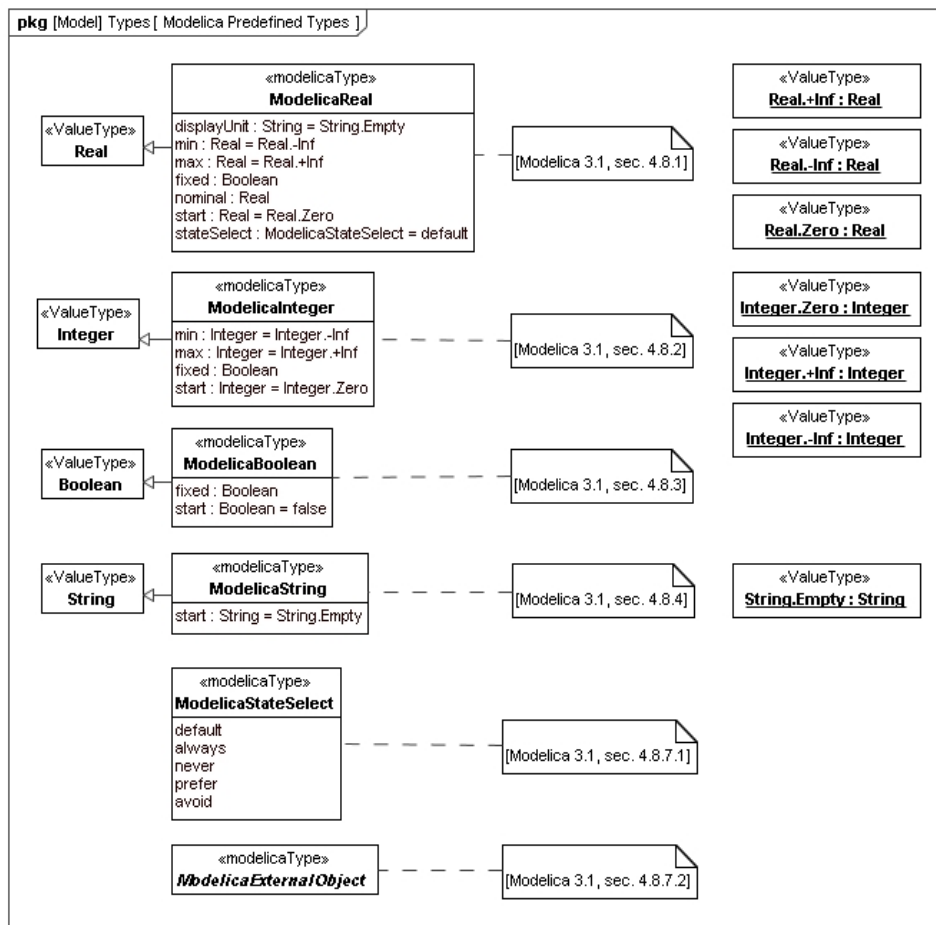 pkg [Model] Types [ Modelica Predefined Types ]
«modelicaType»
ModelicaReal
displayUnit : String = String.Empty
min : Real = Real.-Inf
max : Real = Real.+Inf
fixed : Boolean
nominal : Real
start : Real = Real.Zero
stateSelect : ModelicaStateSelect = default
«ValueType»
Real
[Modelica 3.1, sec. 4.8.1]
«ValueType»
Real.+Inf : Real
«ValueType»
Real.-Inf : Real
«ValueType»
Real.Zero : Real
«modelicaType»
ModelicaInteger
min : Integer = Integer.-Inf
max : Integer = Integer.+Inf
fixed : Boolean
start : Integer = Integer.Zero
«ValueType»
Integer
[Modelica 3.1, sec. 4.8.2]
«ValueType»
Integer.Zero : Integer
«ValueType»
Integer.+Inf : Integer
«ValueType»
Integer.-Inf : Integer
«modelicaType»
ModelicaBoolean
fixed : Boolean
start : Boolean = false
«ValueType»
Boolean
[Modelica 3.1, sec. 4.8.3]
«modelicaType»
ModelicaString
start : String = String.Empty
«ValueType»
String
[Modelica 3.1, sec. 4.8.4]
«ValueType»
String.Empty : String
«modelicaType»
ModelicaStateSelect
default
always
never
prefer
avoid
[Modelica 3.1, sec. 4.8.7.1]
«modelicaType»
ModelicaExternalObject
[Modelica 3.1, sec. 4.8.7.2]